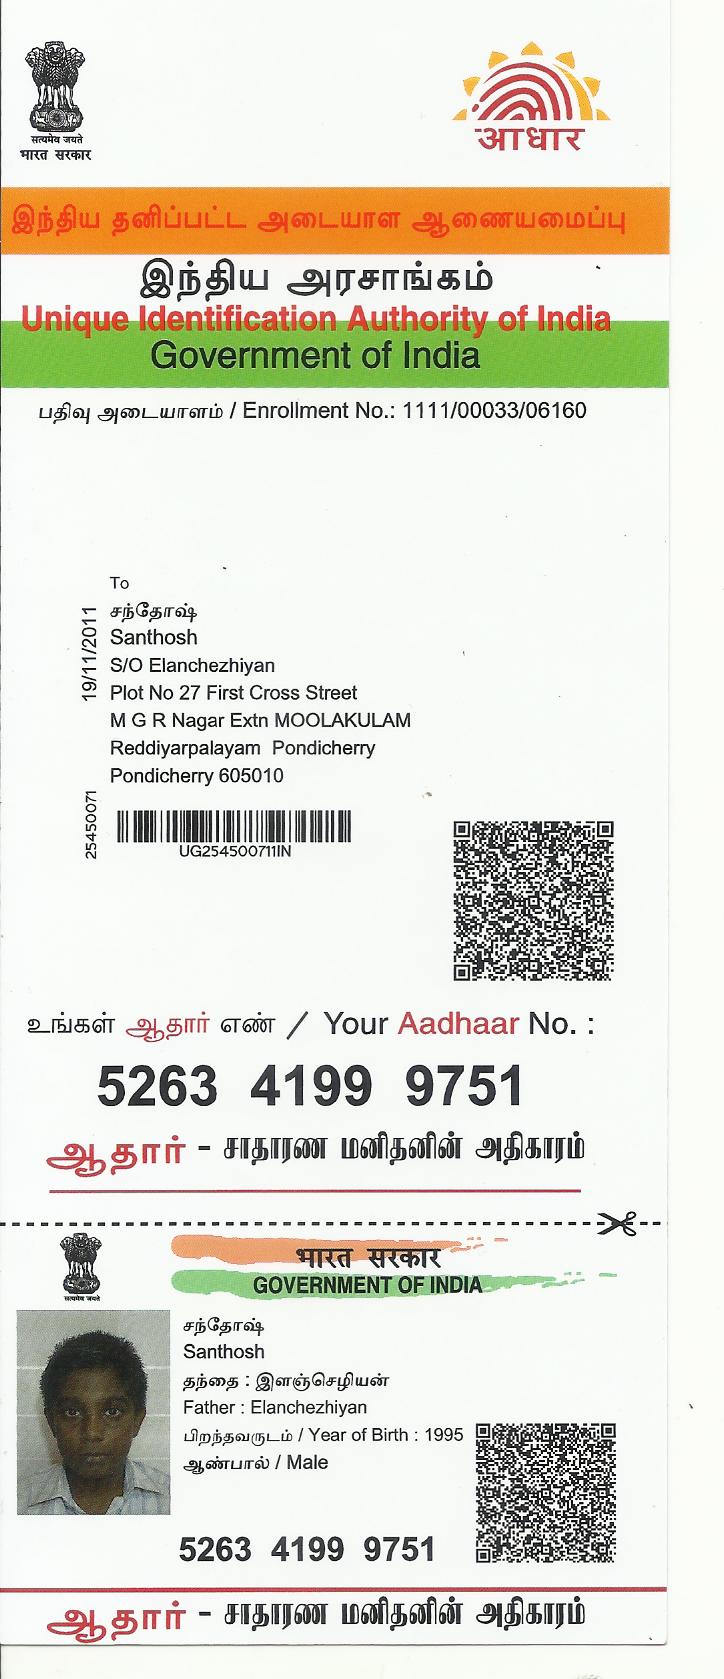 सत्यमेव जयते
भारत सरकार
आधार
இந்திய தனிப்பட்ட அடையாள ஆணையமைப்பு
இந்திய அரசாங்கம்
Unique Identification Authority of India
Government of India
பதிவு அடையாளம் / Enrollment No.: 1111/00033/06160
To
சந்தோஷ்
Santhosh
S/O Elanchezhiyan
Plot No 27 First Cross Street
M G R Nagar Extn MOOLAKULAM
Reddiyarpalayam Pondicherry
Pondicherry 605010
19/11/2011
25450071
UG254500711IN
உங்கள் ஆதார் எண் / Your Aadhaar No. :
5263 4199 9751
ஆதார் - சாதாரண மனிதனின் அதிகாரம்
सत्यमेव जयते
भारत सरकार
GOVERNMENT OF INDIA
சந்தோஷ்
Santhosh
தந்தை : இளஞ்செழியன்
Father : Elanchezhiyan
பிறந்தவருடம் / Year of Birth : 1995
ஆண்பால் / Male
5263 4199 9751
ஆதார் - சாதாரண மனிதனின் அதிகாரம்